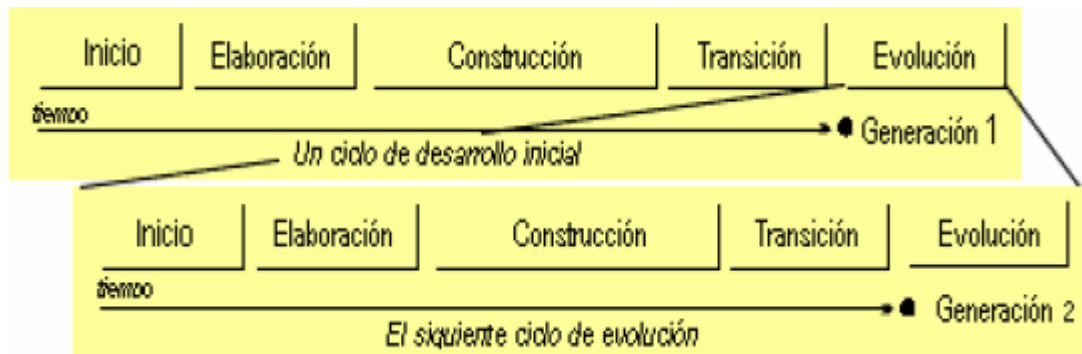 Inicio Elaboración Construcción Transición Evolución
tiempo
Generación 1
Un ciclo de desarrollo inicial
Inicio Elaboración Construcción Transición Evolución
tiempo
Generación 2
El siguiente ciclo de evolución